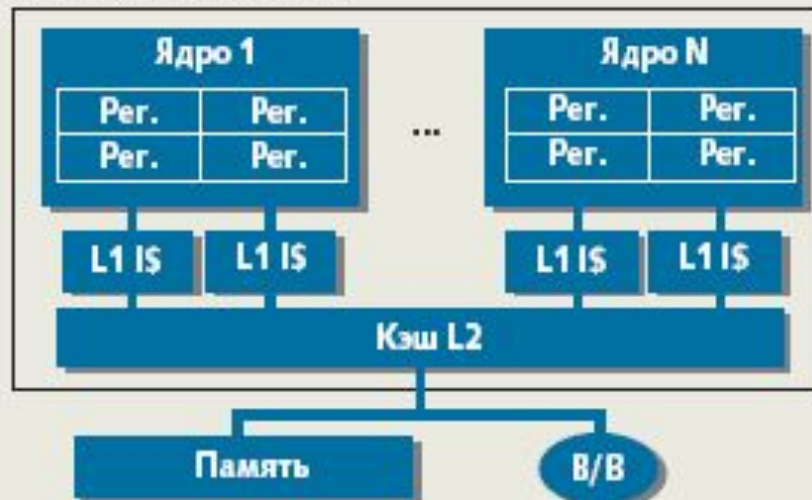 Ядро 1 Ядро N
Рег. Рег. Рег. Рег.
... 
Рег. Рег. Рег. Рег.
L1 I$ L1 I$ L1 I$ L1 I$
Кэш L2
Память В/В